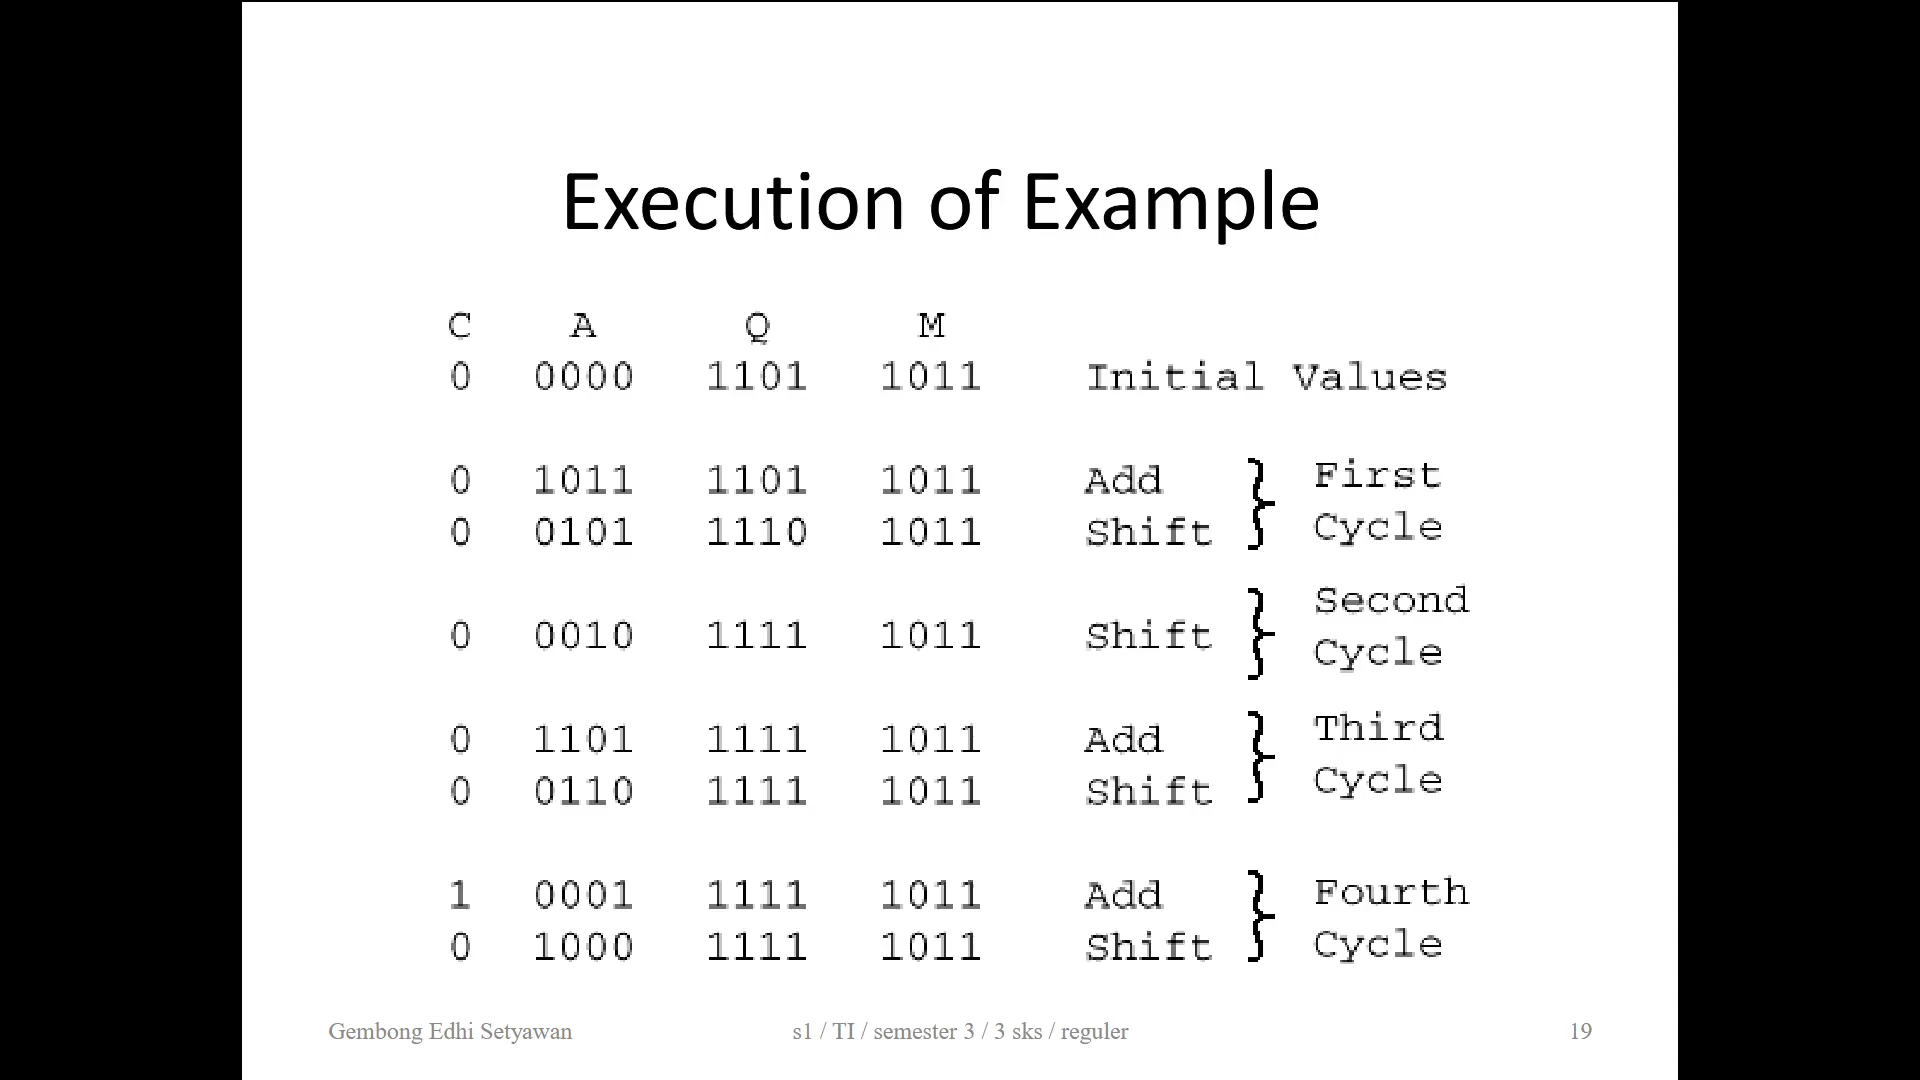 Execution of Example
C A Q M
0 0000 1101 1011 Initial Values
0 1011 1101 1011 Add First
0 0101 1110 1011 Shift Cycle
Second
0 0010 1111 1011 Shift Cycle
0 1101 1111 1011 Add Third
0 0110 1111 1011 Shift Cycle
1 0001 1111 1011 Add Fourth
0 1000 1111 1011 Shift Cycle
Gembong Edhi Setyawan s1 / TI / semester 3 / 3 sks / reguler 19